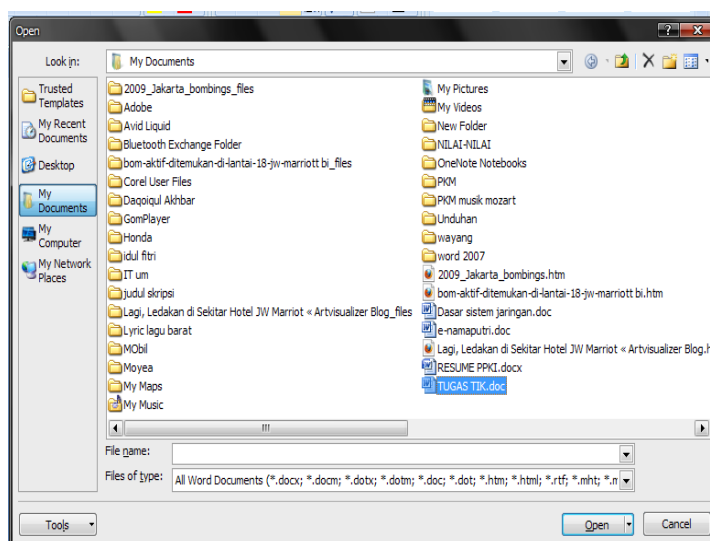 Open
Look in:
My Documents
Trusted
Templates
My Recent
Documents
Desktop
My
Documents
My
Computer
My Network
Places
2009_Jakarta_bombings_files
Adobe
Avid Liquid
Bluetooth Exchange Folder
bom-aktif-ditemukan-di-lantai-18-jw-marriott bi_files
Corel User Files
Daqoiqul Akhbar
GomPlayer
Honda
idul fitri
IT um
judul skripsi
Lagi, Ledakan di Sekitar Hotel JW Marriot « Artvisualizer Blog_files
Lyric lagu barat
MObil
Moyea
My Maps
My Music
My Pictures
My Videos
New Folder
NILAI-NILAI
OneNote Notebooks
PKM
PKM musik mozart
Unduhan
wayang
word 2007
2009_Jakarta_bombings.htm
bom-aktif-ditemukan-di-lantai-18-jw-marriott bi.htm
Dasar sistem jaringan.doc
e-namaputri.doc
Lagi, Ledakan di Sekitar Hotel JW Marriot « Artvisualizer Blog.h
RESUME PPKI.docx
TUGAS TIK.doc
File name:
Files of type:
All Word Documents (*.docx; *.docm; *.dotx; *.dotm; *.doc; *.dot; *.htm; *.html; *.rtf; *.mht; *.m
Tools
Open
Cancel